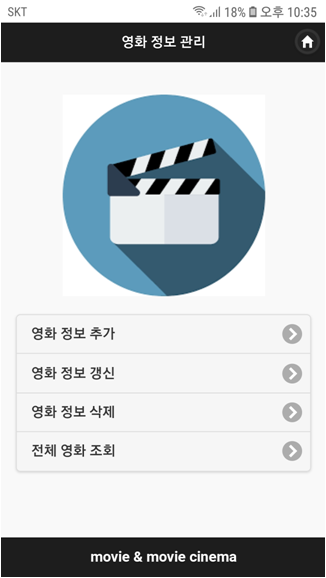 SKT 18% 오후 10:35
영화 정보 관리
영화 정보 추가
영화 정보 갱신
영화 정보 삭제
전체 영화 조회
movie & movie cinema